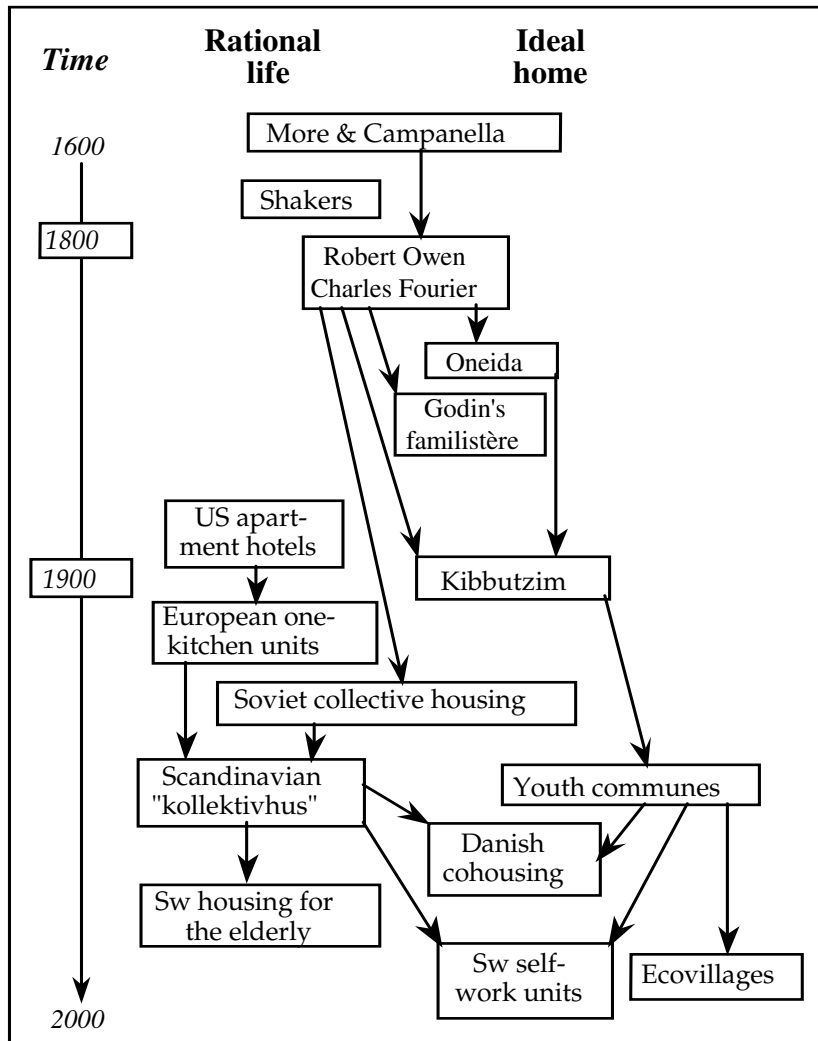 Time
Rational
life
Ideal
home
1600
More & Campanella
Shakers
1800
Robert Owen
Charles Fourier
Oneida
Godin's
familistère
US apart-
ment hotels
1900
Kibbutzim
European one-
kitchen units
Soviet collective housing
Scandinavian
"kollektivhus"
Youth communes
Danish
cohousing
Sw housing for
the elderly
Sw self-
work units
Ecovillages
2000